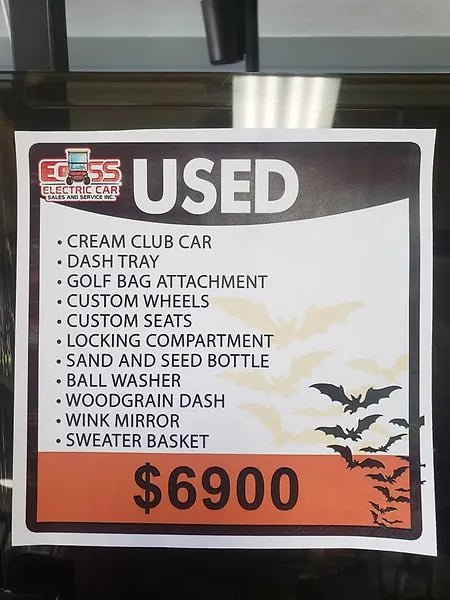 ECSS
USED
ELECTRIC CAR
SALES AND SERVICE INC.
• CREAM CLUB CAR
• DASH TRAY
• GOLF BAG ATTACHMENT
• CUSTOM WHEELS
• CUSTOM SEATS
• LOCKING COMPARTMENT
• SAND AND SEED BOTTLE
• BALL WASHER
• WOODGRAIN DASH
• WINK MIRROR
• SWEATER BASKET
$6900